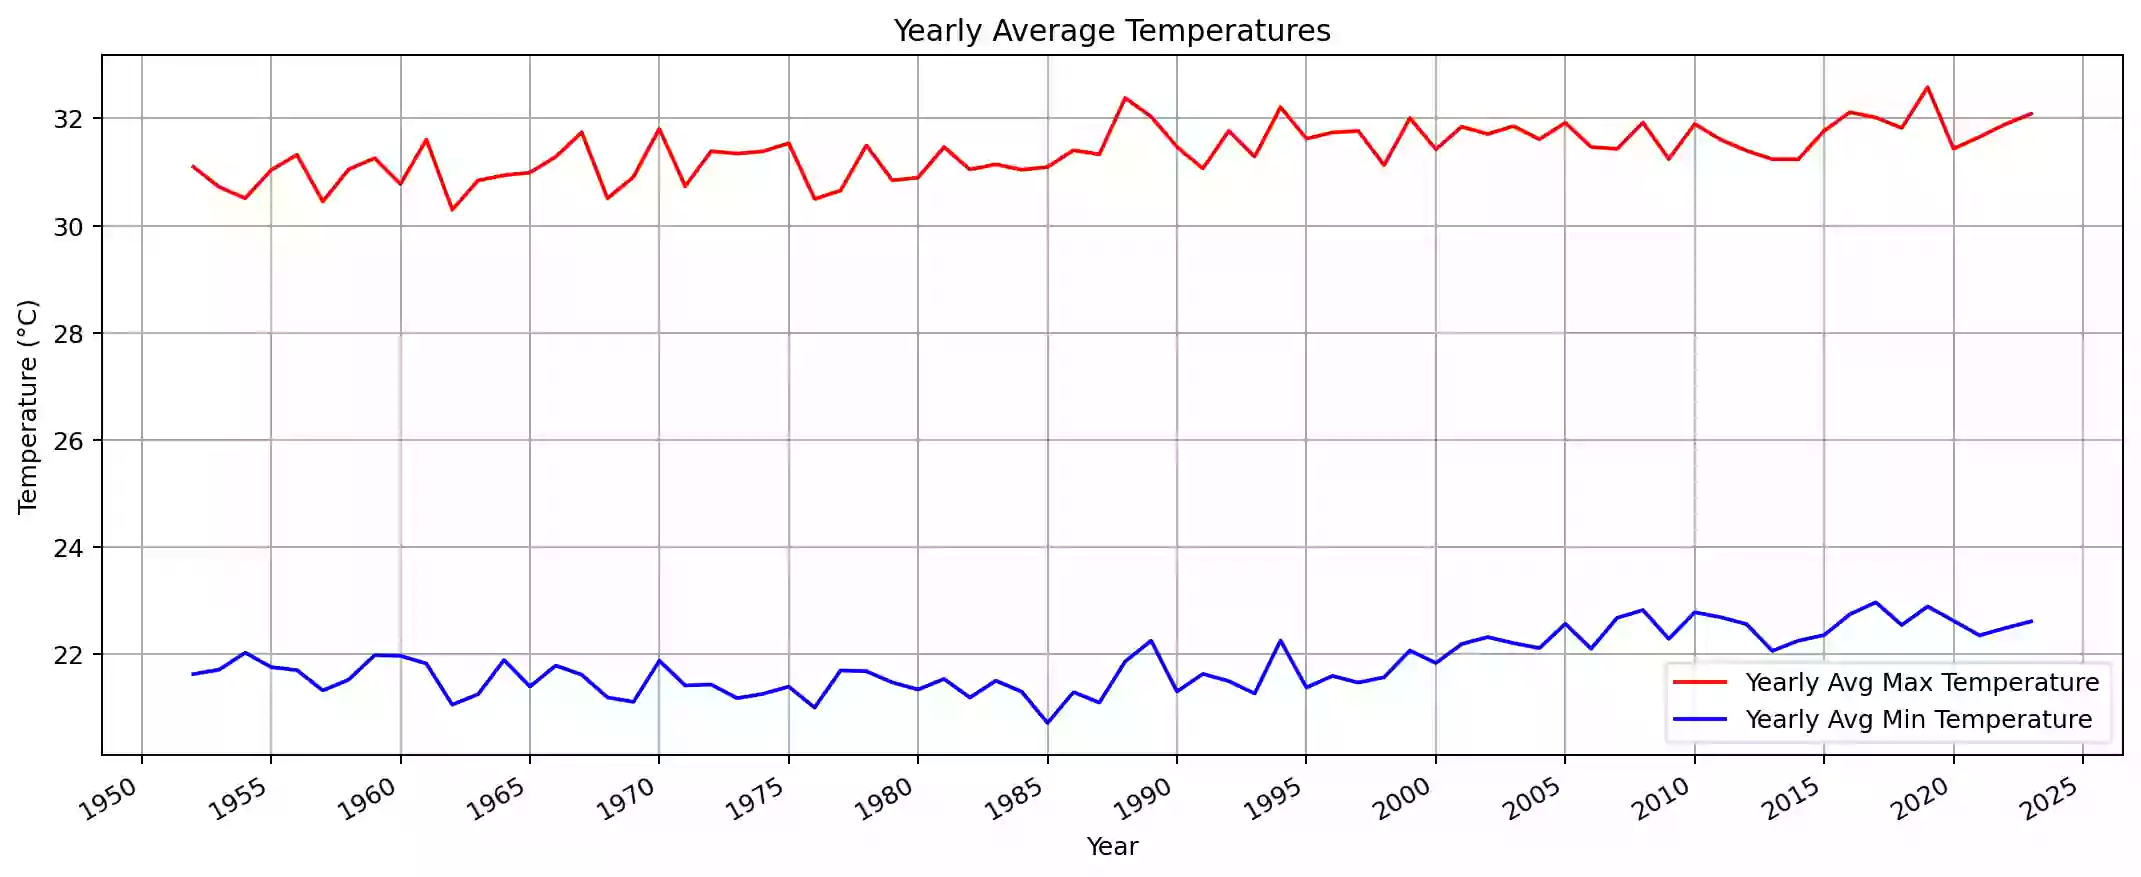 Yearly Average Temperatures
Temperature (°C)
32
30
28
26
24
22
Yearly Avg Max Temperature
Yearly Avg Min Temperature
1950 1955 1960 1965 1970 1975 1980 1985 1990 1995 2000 2005 2010 2015 2020 2025
Year